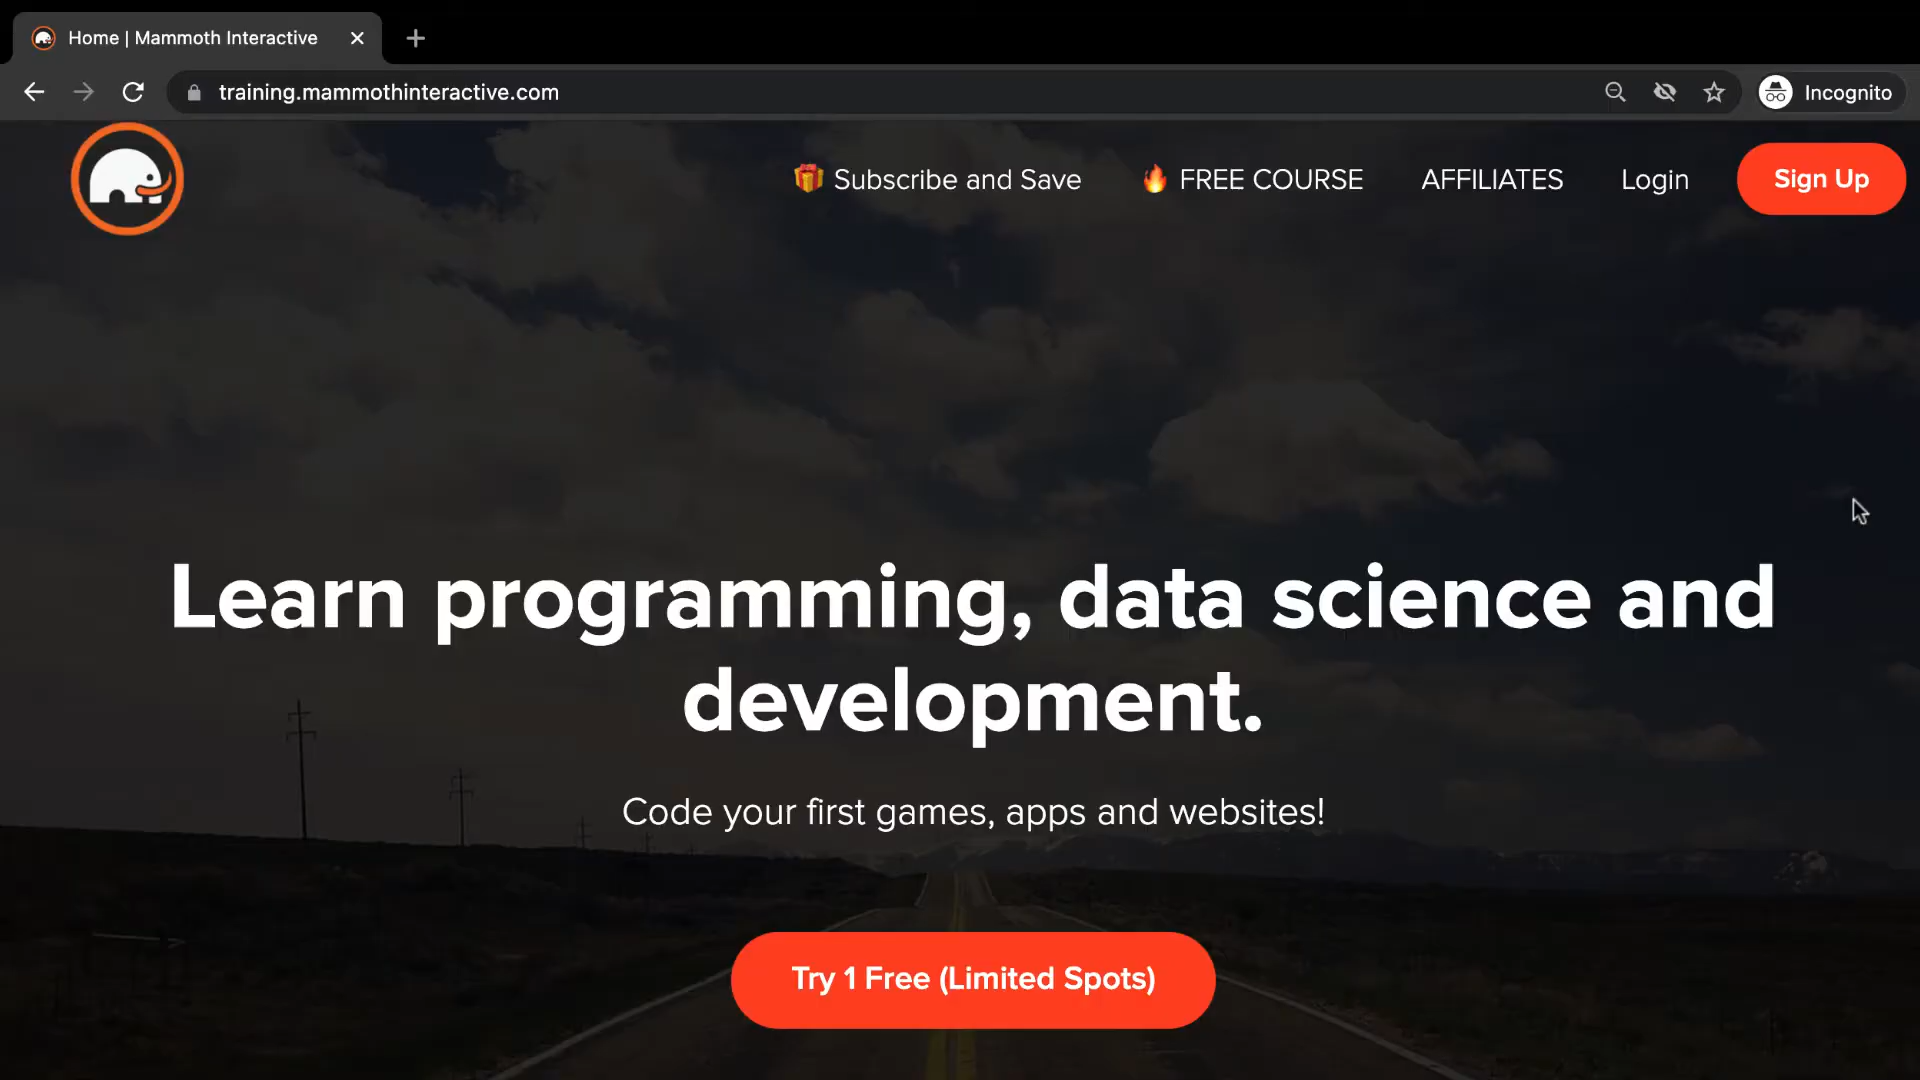 Home | Mammoth Interactive
training.mammothinteractive.com
Incognito
🎁 Subscribe and Save
🔥 FREE COURSE
AFFILIATES
Login
Sign Up
Learn programming, data science and
development.
Code your first games, apps and websites!
Try 1 Free (Limited Spots)